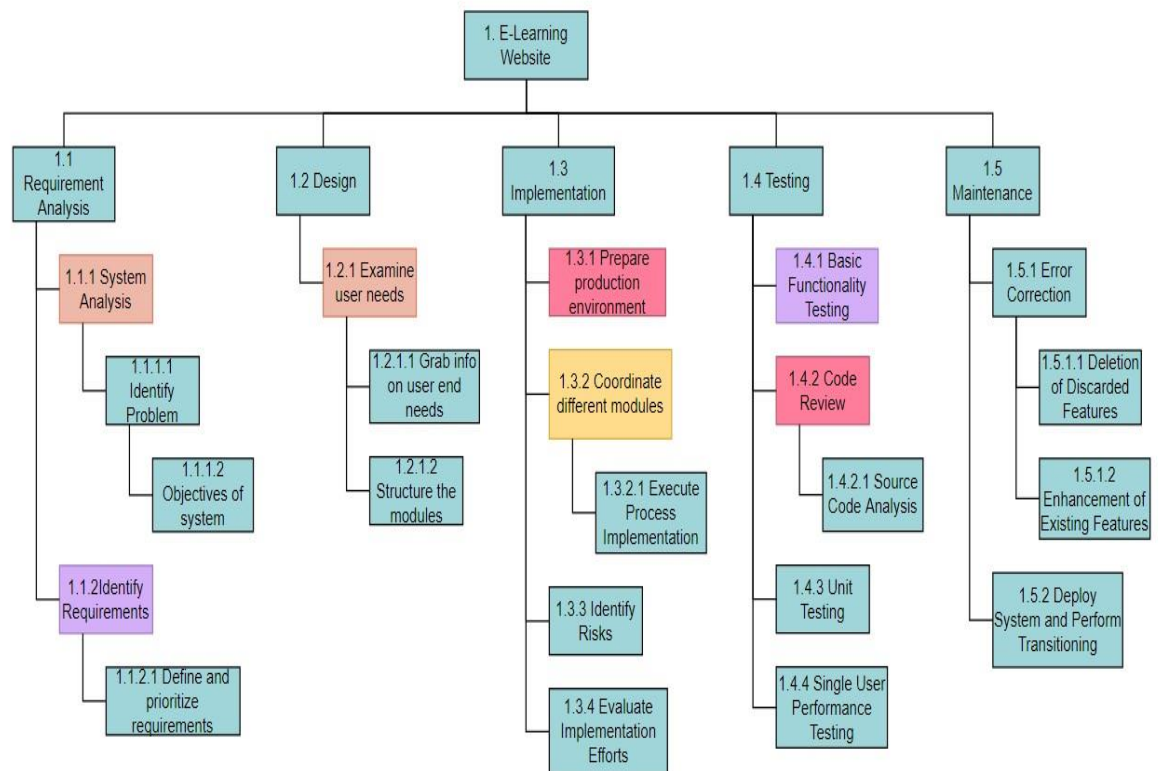 1. E-Learning
Website
1.1
Requirement
Analysis
1.1.1 System
Analysis
1.1.1.1
Identify
Problem
1.1.1.2
Objectives of
system
1.1.2Identify
Requirements
1.1.2.1 Define and
prioritize
requirements
1.2 Design
1.2.1 Examine
user needs
1.2.1.1 Grab info
on user end
needs
1.2.1.2
Structure the
modules
1.3
Implementation
1.3.1 Prepare
production
environment
1.3.2 Coordinate
different modules
1.3.2.1 Execute
Process
Implementation
1.3.3 Identify
Risks
1.3.4 Evaluate
Implementation
Efforts
1.4 Testing
1.4.1 Basic
Functionality
Testing
1.4.2 Code
Review
1.4.2.1 Source
Code Analysis
1.4.3 Unit
Testing
1.4.4 Single User
Performance
Testing
1.5
Maintenance
1.5.1 Error
Correction
1.5.1.1 Deletion
of Discarded
Features
1.5.1.2
Enhancement of
Existing Features
1.5.2 Deploy
System and Perform
Transitioning